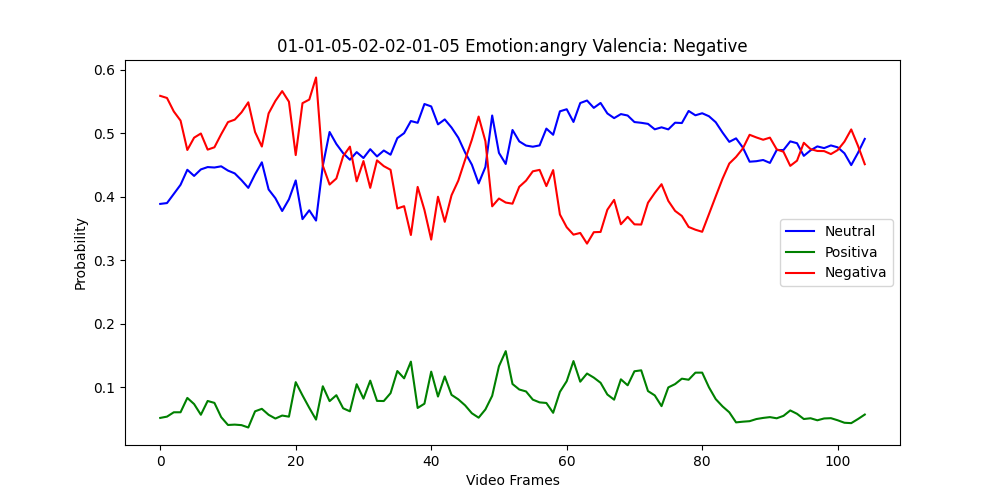 01-01-05-02-02-01-05 Emotion:angry Valencia: Negative
0.6
0.5
0.4
0.3
0.2
0.1
Probability
Neutral
Positiva
Negativa
0 20 40 60 80 100
Video Frames